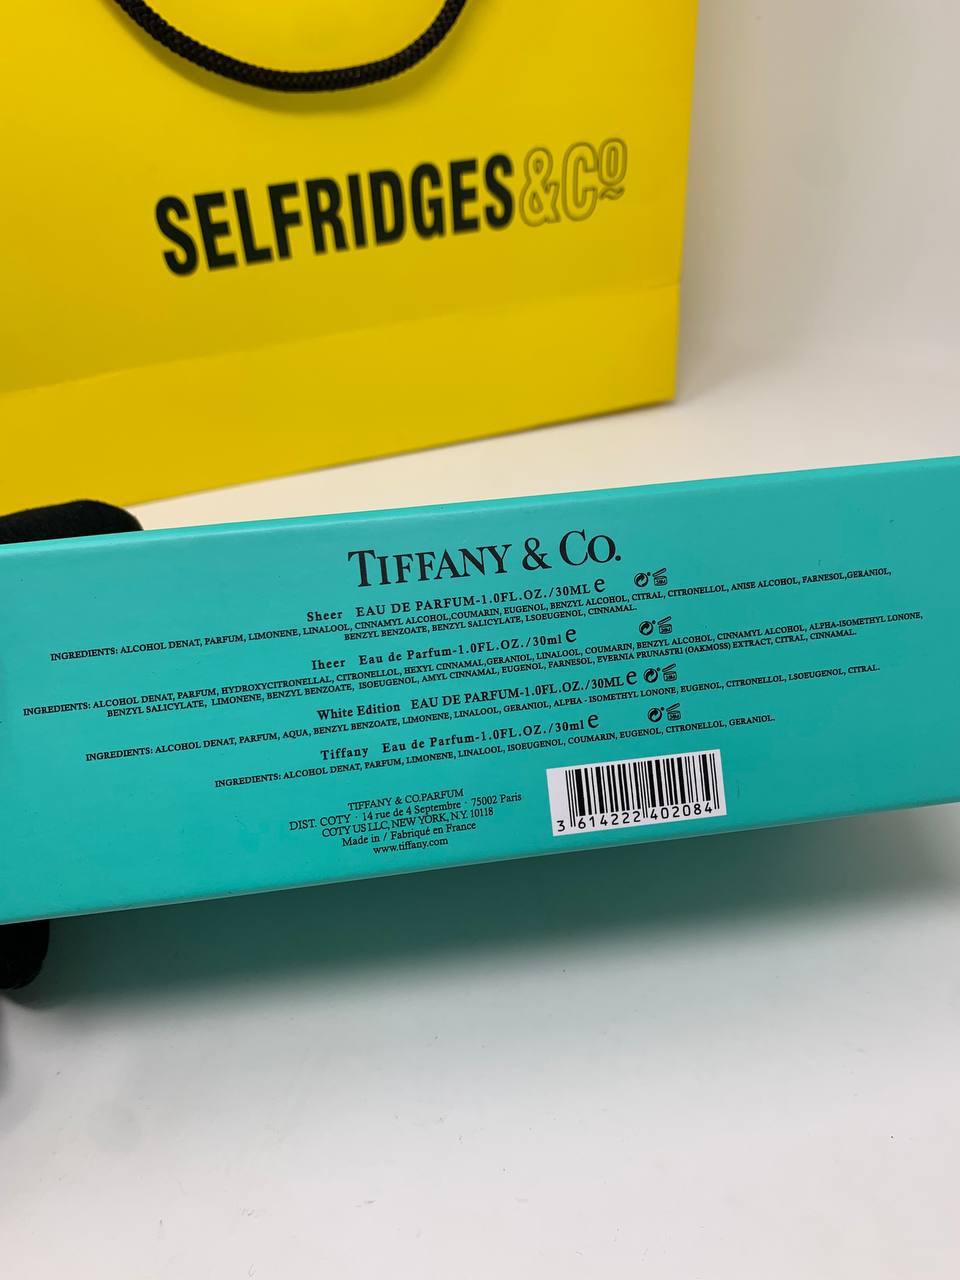 SELFRIDGES&Cº
TIFFANY & CO.
Sheer EAU DE PARFUM-1.0FL.OZ./30ML e
INGREDIENTS: ALCOHOL DENAT, PARFUM, LIMONENE, LINALOOL, CINNAMYL ALCOHOL,COUMARIN, EUGENOL, BENZYL ALCOHOL, CITRAL, CITRONELLOL, ANISE ALCOHOL, FARNESOL,GERANIOL,
BENZYL BENZOATE, BENZYL SALICYLATE, LSOEUGENOL, CINNAMAL.
Iheer Eau de Parfum-1.0FL.OZ./30ml e
INGREDIENTS: ALCOHOL DENAT, PARFUM, HYDROXYCITRONELLAL, CITRONELLOL, HEXYL CINNAMAL,GERANIOL, LINALOOL, COUMARIN, BENZYL ALCOHOL, CINNAMYL ALCOHOL, ALPHA-ISOMETHYL LONONE,
BENZYL SALICYLATE, LIMONENE, BENZYL BENZOATE, ISOEUGENOL, AMYL CINNAMAL, EUGENOL, FARNESOL, EVERNIA PRUNASTRI (OAKMOSS) EXTRACT, CITRAL, CINNAMAL.
White Edition EAU DE PARFUM-1.0FL.OZ./30ML e
INGREDIENTS: ALCOHOL DENAT, PARFUM, AQUA, BENZYL BENZOATE, LIMONENE, LINALOOL, GERANIOL, ALPHA - ISOMETHYL LONONE, EUGENOL, CITRONELLOL, LSOEUGENOL, CITRAL.
Tiffany Eau de Parfum-1.0FL.OZ./30ml e
INGREDIENTS: ALCOHOL DENAT, PARFUM, LIMONENE, LINALOOL, ISOEUGENOL, COUMARIN, EUGENOL, CITRONELLOL, GERANIOL.
TIFFANY & CO.PARFUM
DIST. COTY · 14 rue de 4 Septembre · 75002 Paris
COTY US LLC, NEW YORK, N.Y. 10118
Made in / Fabriqué en France
www.tiffany.com
3 614222 402084